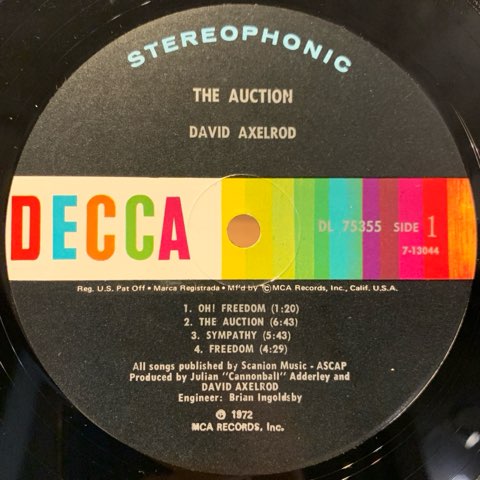 STEREOPHONIC
THE AUCTION
DAVID AXELROD
DECCA
DL 75355 SIDE 1
7-13044
Reg. U.S. Pat Off • Marca Registrada • Mf'd by Ⓒ MCA Records, Inc., Calif. U.S.A.
1. OH! FREEDOM (1:20)
2. THE AUCTION (6:43)
3. SYMPATHY (5:43)
4. FREEDOM (4:29)
All songs published by Scanion Music - ASCAP
Produced by Julian "Cannonball" Adderley and
DAVID AXELROD
Engineer: Brian Ingoldsby
℗ 1972
MCA RECORDS, Inc.